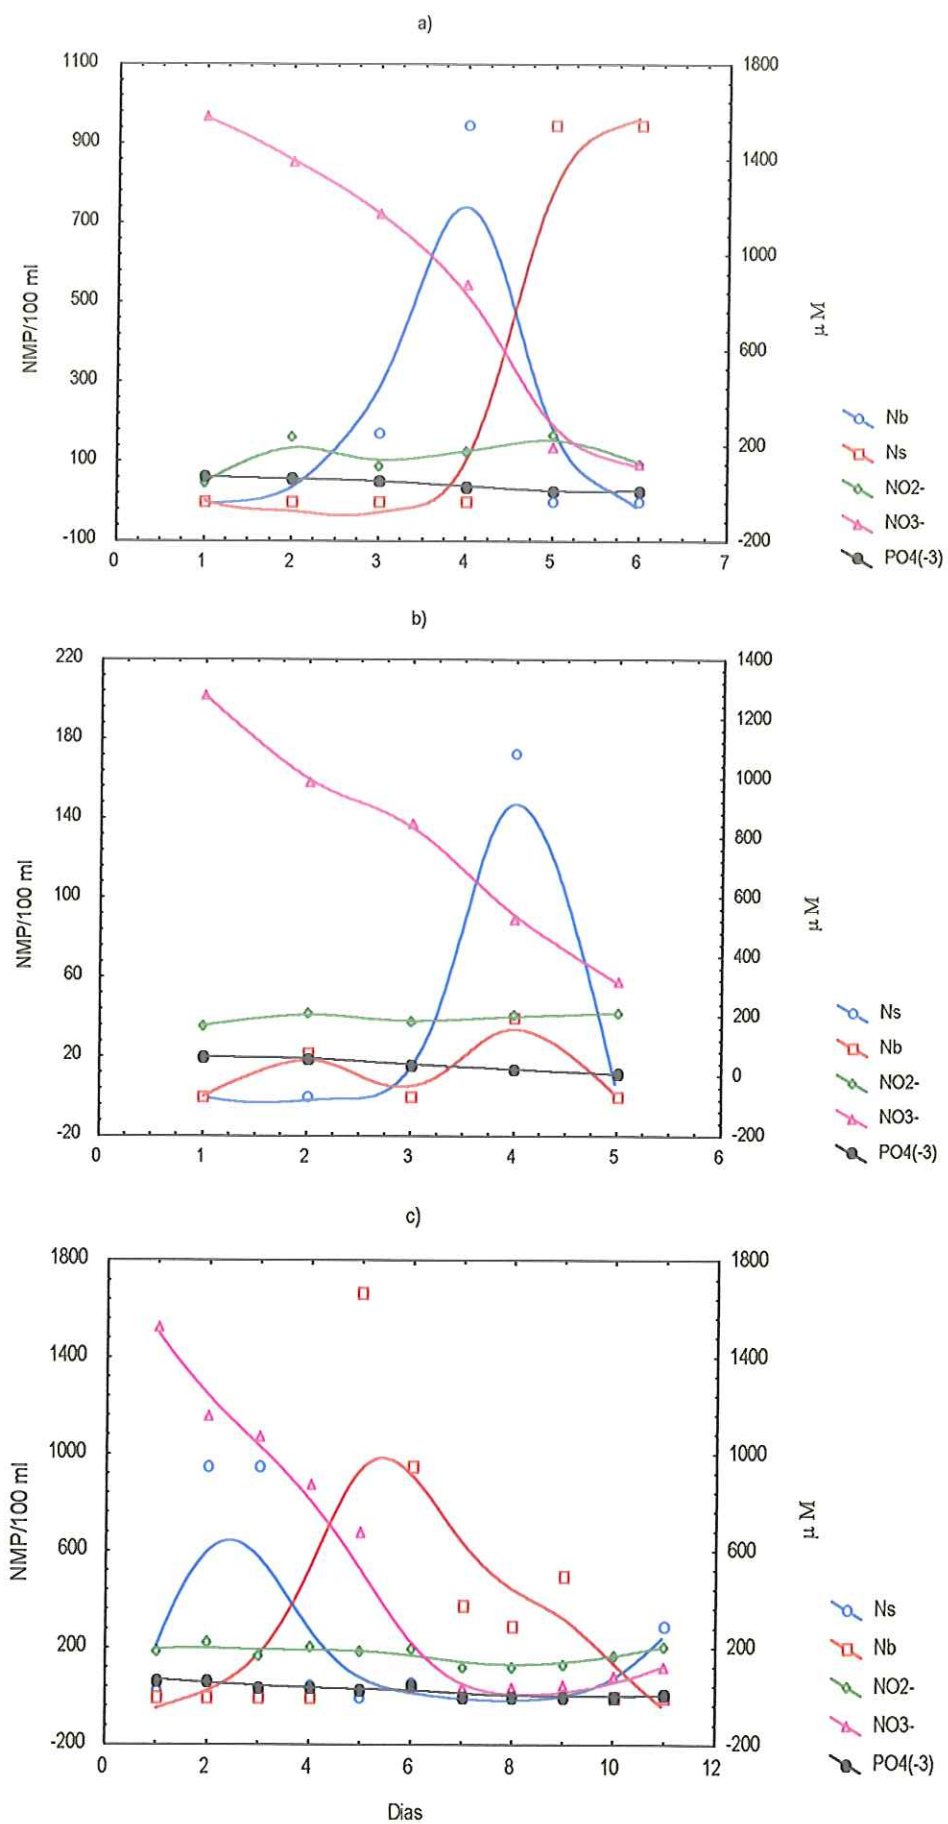 a)
1100
900
700
500
300
100
-100
NMP/100 ml
1800
1400
1000
600
200
-200
µ M
0
1
2
3
4
5
6
7
Nb
Ns
NO2-
NO3-
PO4(-3)
b)
220
180
140
100
60
20
-20
NMP/100 ml
1400
1200
1000
800
600
400
200
0
-200
µ M
0
1
2
3
4
5
6
Ns
Nb
NO2-
NO3-
PO4(-3)
c)
1800
1400
1000
600
200
-200
NMP/100 ml
1800
1400
1000
600
200
-200
µ M
0
2
4
6
8
10
12
Dias
Ns
Nb
NO2-
NO3-
PO4(-3)